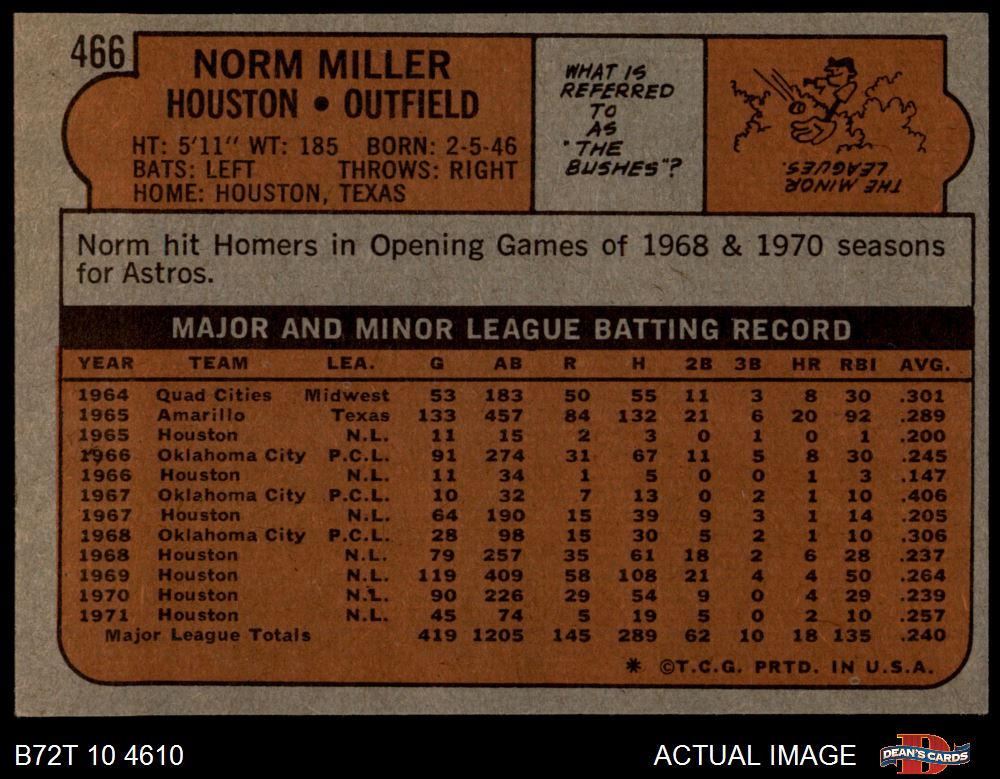 466
NORM MILLER
HOUSTON • OUTFIELD
HT: 5'11" WT: 185 BORN: 2-5-46
BATS: LEFT THROWS: RIGHT
HOME: HOUSTON, TEXAS
WHAT IS
REFERRED
TO
AS
"THE
BUSHES"?
THE MINOR
LEAGUES.
Norm hit Homers in Opening Games of 1968 & 1970 seasons
for Astros.
MAJOR AND MINOR LEAGUE BATTING RECORD
YEAR TEAM LEA. G AB R H 2B 3B HR RBI AVG.
1964 Quad Cities Midwest 53 183 50 55 11 3 8 30 .301
1965 Amarillo Texas 133 457 84 132 21 6 20 92 .289
1965 Houston N.L. 11 15 2 3 0 1 0 1 .200
1966 Oklahoma City P.C.L. 91 274 31 67 11 5 8 30 .245
1966 Houston N.L. 11 34 1 5 0 0 1 3 .147
1967 Oklahoma City P.C.L. 10 32 7 13 0 2 1 10 .406
1967 Houston N.L. 64 190 15 39 9 3 1 14 .205
1968 Oklahoma City P.C.L. 28 98 15 30 5 2 1 10 .306
1968 Houston N.L. 79 257 35 61 18 2 6 28 .237
1969 Houston N.L. 119 409 58 108 21 4 4 50 .264
1970 Houston N.L. 90 226 29 54 9 0 4 29 .239
1971 Houston N.L. 45 74 5 19 5 0 2 10 .257
Major League Totals 419 1205 145 289 62 10 18 135 .240
* ©T.C.G. PRTD. IN U.S.A.
B72T 10 4610
ACTUAL IMAGE
DEAN'S CARDS